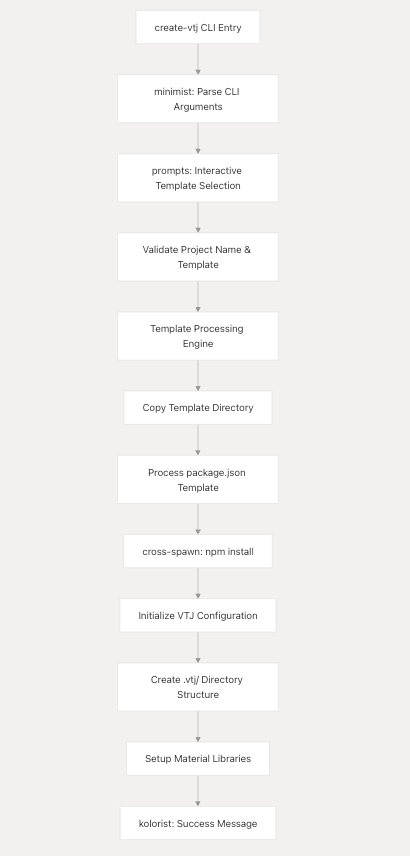 create-vtj CLI Entry
minimist: Parse CLI
Arguments
prompts: Interactive
Template Selection
Validate Project Name &
Template
Template Processing
Engine
Copy Template Directory
Process package.json
Template
cross-spawn: npm install
Initialize VTJ Configuration
Create .vtj/ Directory
Structure
Setup Material Libraries
kolorist: Success Message